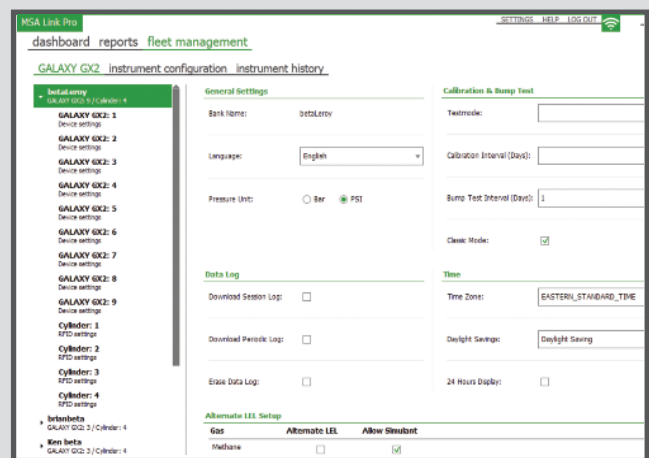 MSA Link Pro
SETTINGS HELP LOG OUT
dashboard reports fleet management
GALAXY GX2 instrument configuration instrument history
betaLeroy
GALAXY GX2: 9 / Cylinder: 4
GALAXY GX2: 1
Device settings
GALAXY GX2: 2
Device settings
GALAXY GX2: 3
Device settings
GALAXY GX2: 4
Device settings
GALAXY GX2: 5
Device settings
GALAXY GX2: 6
Device settings
GALAXY GX2: 7
Device settings
GALAXY GX2: 8
Device settings
GALAXY GX2: 9
Device settings
Cylinder: 1
RFID settings
Cylinder: 2
RFID settings
Cylinder: 3
RFID settings
Cylinder: 4
RFID settings
brianbeta
GALAXY GX2: 3 / Cylinder: 4
Ken beta
GALAXY GX2: 3 / Cylinder: 4
General Settings
Bank Name: betaLeroy
Language: English
Pressure Unit: Bar PSI
Data Log
Download Session Log:
Download Periodic Log:
Erase Data Log:
Calibration & Bump Test
Testmode:
Calibration Interval (Days):
Bump Test Interval (Days): 1
Classic Mode:
Time
Time Zone: EASTERN_STANDARD_TIME
Daylight Savings: Daylight Saving
24 Hours Display:
Alternate LEL Setup
Gas Alternate LEL Allow Simulant
Methane